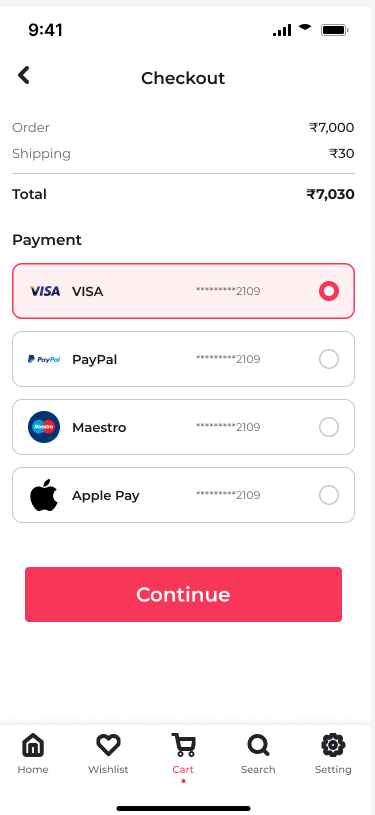 9:41
Checkout
Order ₹7,000
Shipping ₹30
Total ₹7,030
Payment
VISA VISA *********2109
PayPal PayPal *********2109
Maestro Maestro *********2109
Apple Pay *********2109
Continue
Home Wishlist Cart Search Setting